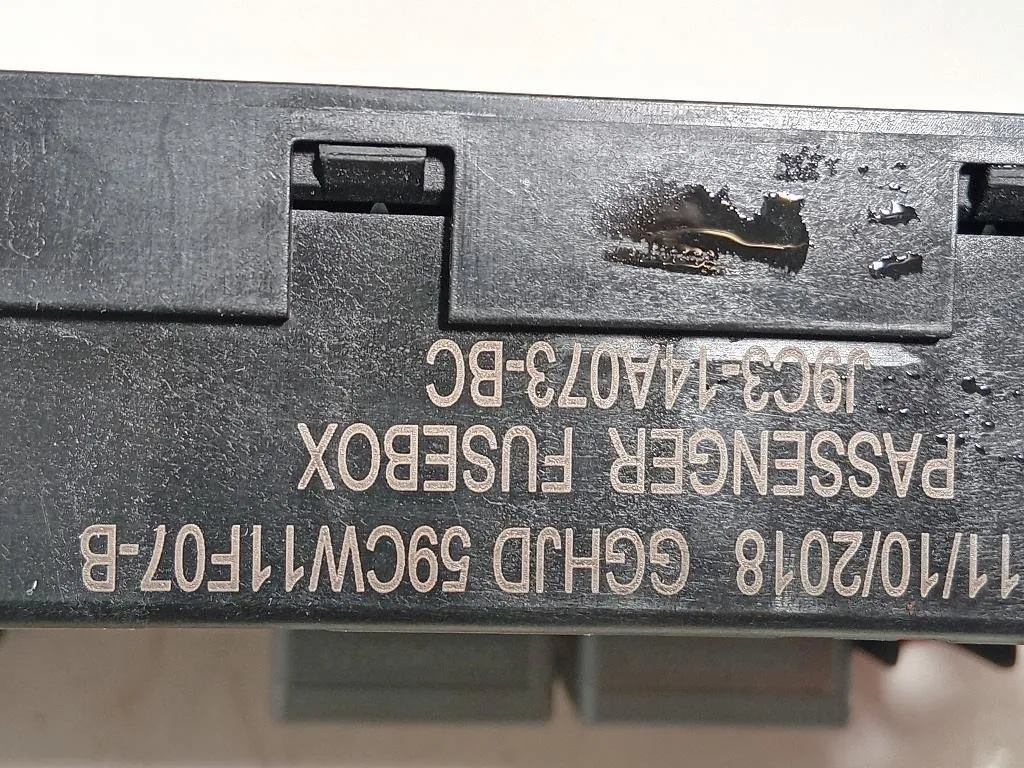 11/10/2018 GGHJD 59CW11F07-B
PASSENGER FUSEBOX
J9C3-14A073-BC